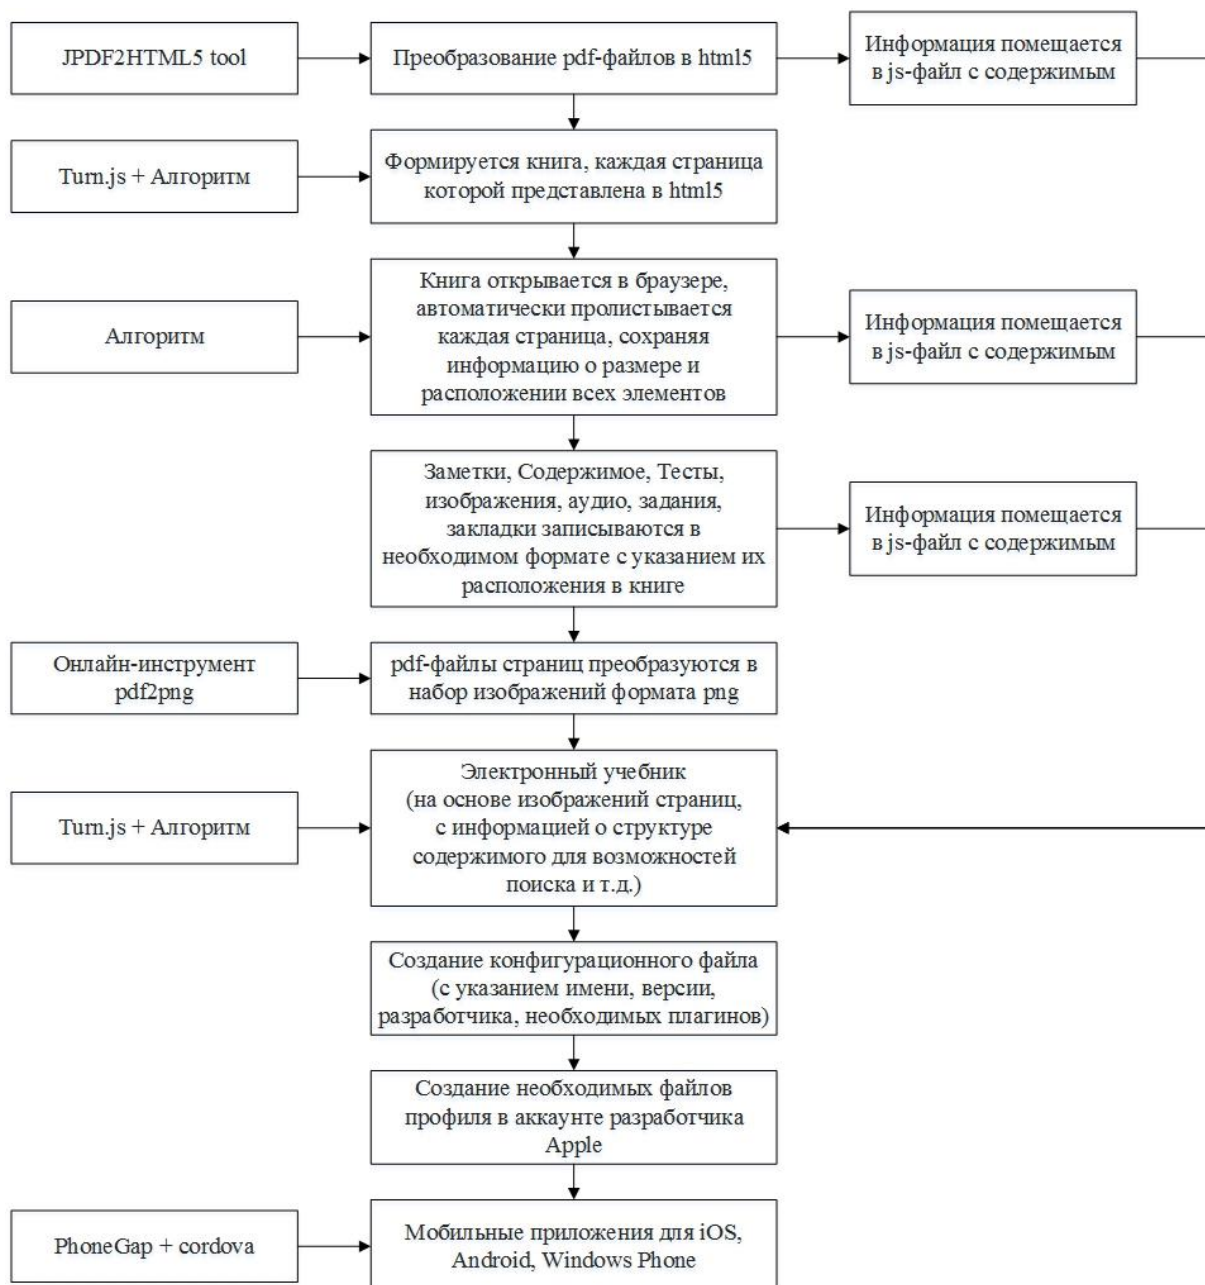 JPDF2HTML5 tool
Преобразование pdf-файлов в html5
Информация помещается
в js-файл с содержимым
Turn.js + Алгоритм
Формируется книга, каждая страница
которой представлена в html5
Алгоритм
Книга открывается в браузере,
автоматически пролистывается
каждая страница, сохраняя
информацию о размере и
расположении всех элементов
Информация помещается
в js-файл с содержимым
Заметки, Содержимое, Тесты,
изображения, аудио, задания,
закладки записываются в
необходимом формате с указанием их
расположения в книге
Информация помещается
в js-файл с содержимым
Онлайн-инструмент
pdf2png
pdf-файлы страниц преобразуются в
набор изображений формата png
Turn.js + Алгоритм
Электронный учебник
(на основе изображений страниц,
с информацией о структуре
содержимого для возможностей
поиска и т.д.)
Создание конфигурационного файла
(с указанием имени, версии,
разработчика, необходимых плагинов)
Создание необходимых файлов
профиля в аккаунте разработчика
Apple
PhoneGap + cordova
Мобильные приложения для iOS,
Android, Windows Phone